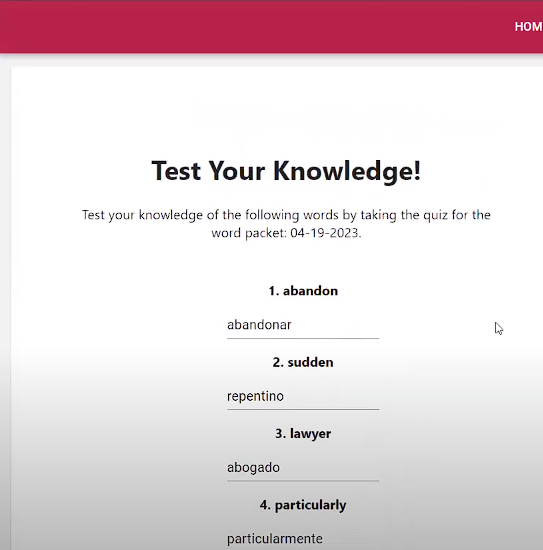 HOM
Test Your Knowledge!
Test your knowledge of the following words by taking the quiz for the
word packet: 04-19-2023.
1. abandon
abandonar
2. sudden
repentino
3. lawyer
abogado
4. particularly
particularmente